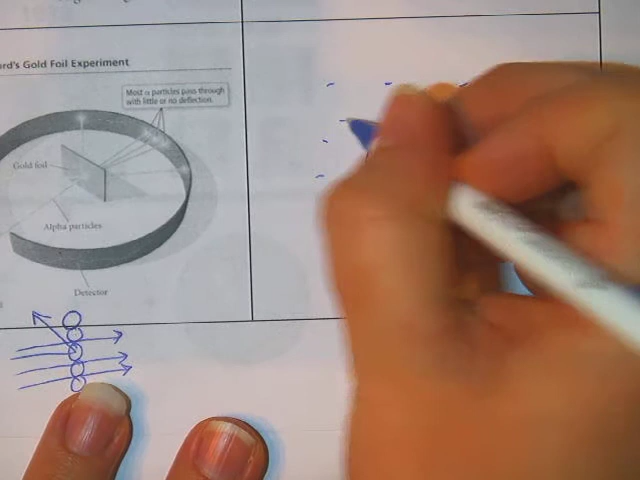 rd's Gold Foil Experiment
Most α particles pass through
with little or no deflection.
Gold foil
Alpha particles
Detector